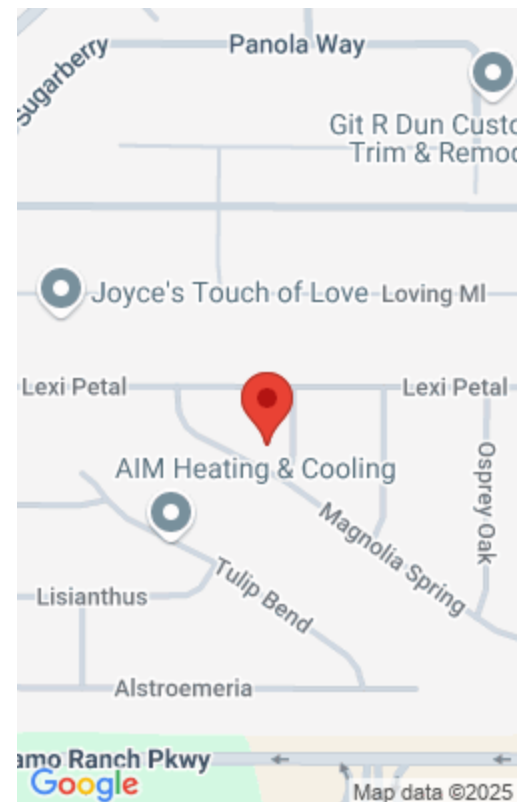 Panola Way
Sugarberry
Git R Dun Custo
Trim & Remod
Joyce's Touch of Love
Loving Ml
Lexi Petal
Lexi Petal
AIM Heating & Cooling
Osprey Oak
Magnolia Spring
Tulip Bend
Lisianthus
Alstroemeria
amo Ranch Pkwy
Google
Map data ©2025